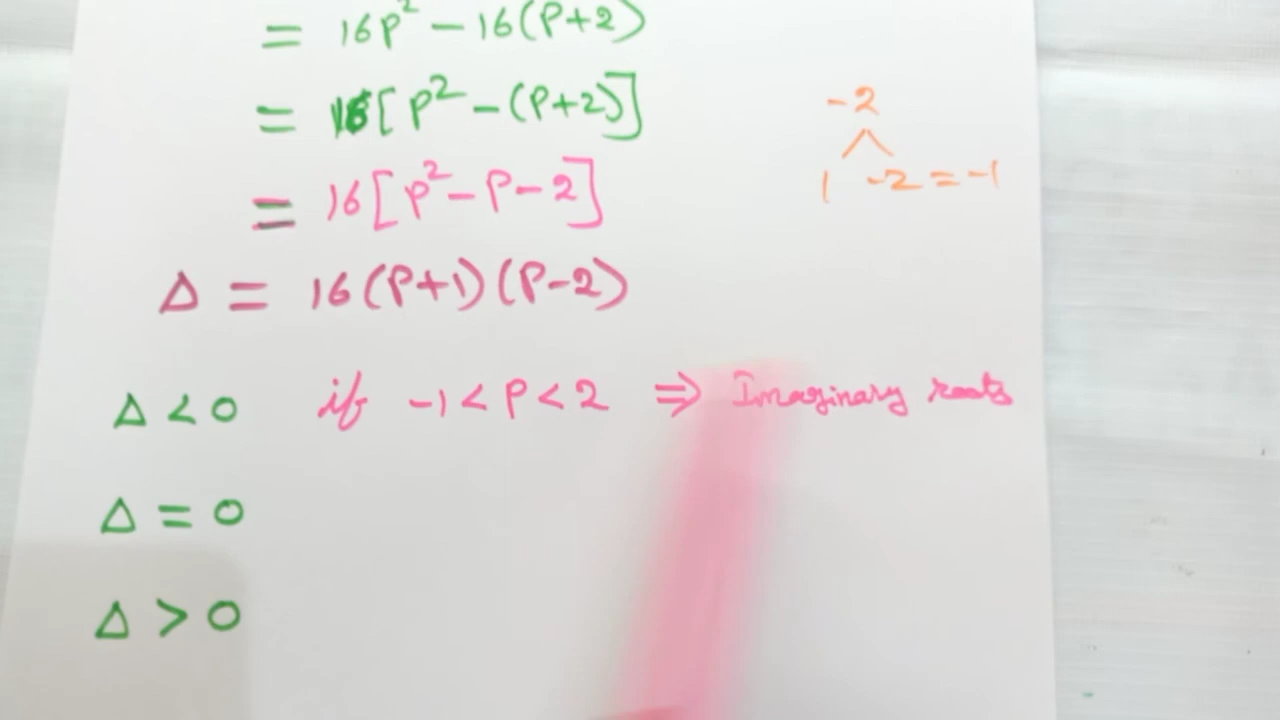 = 16p² - 16(P+2)
= 16[p² - (P+2)]
= 16[p² - P - 2]
-2
1 -2 = -1
Δ = 16(P+1)(P-2)
Δ < 0 if -1 < P < 2 ⇒ Imaginary roots
Δ = 0
Δ > 0